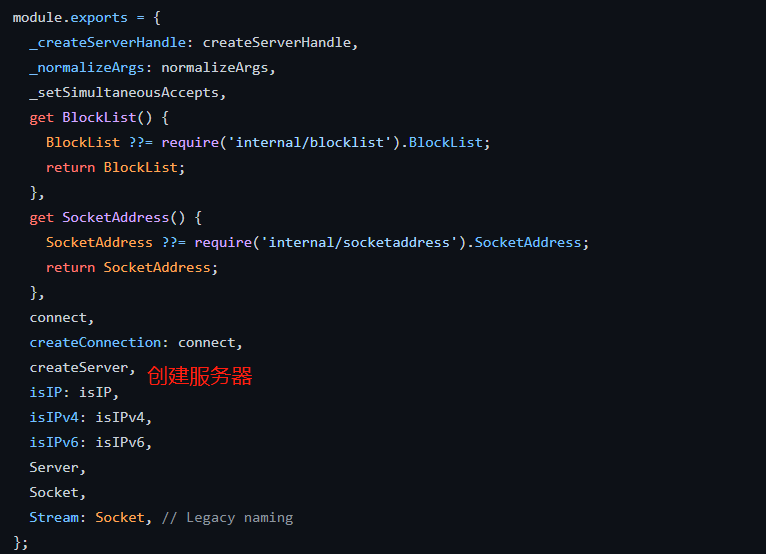 module.exports = {
  _createServerHandle: createServerHandle,
  _normalizeArgs: normalizeArgs,
  _setSimultaneousAccepts,
  get BlockList() {
    BlockList ??= require('internal/blocklist').BlockList;
    return BlockList;
  },
  get SocketAddress() {
    SocketAddress ??= require('internal/socketaddress').SocketAddress;
    return SocketAddress;
  },
  connect,
  createConnection: connect,
  createServer, 创建服务器
  isIP: isIP,
  isIPv4: isIPv4,
  isIPv6: isIPv6,
  Server,
  Socket,
  Stream: Socket, // Legacy naming
};